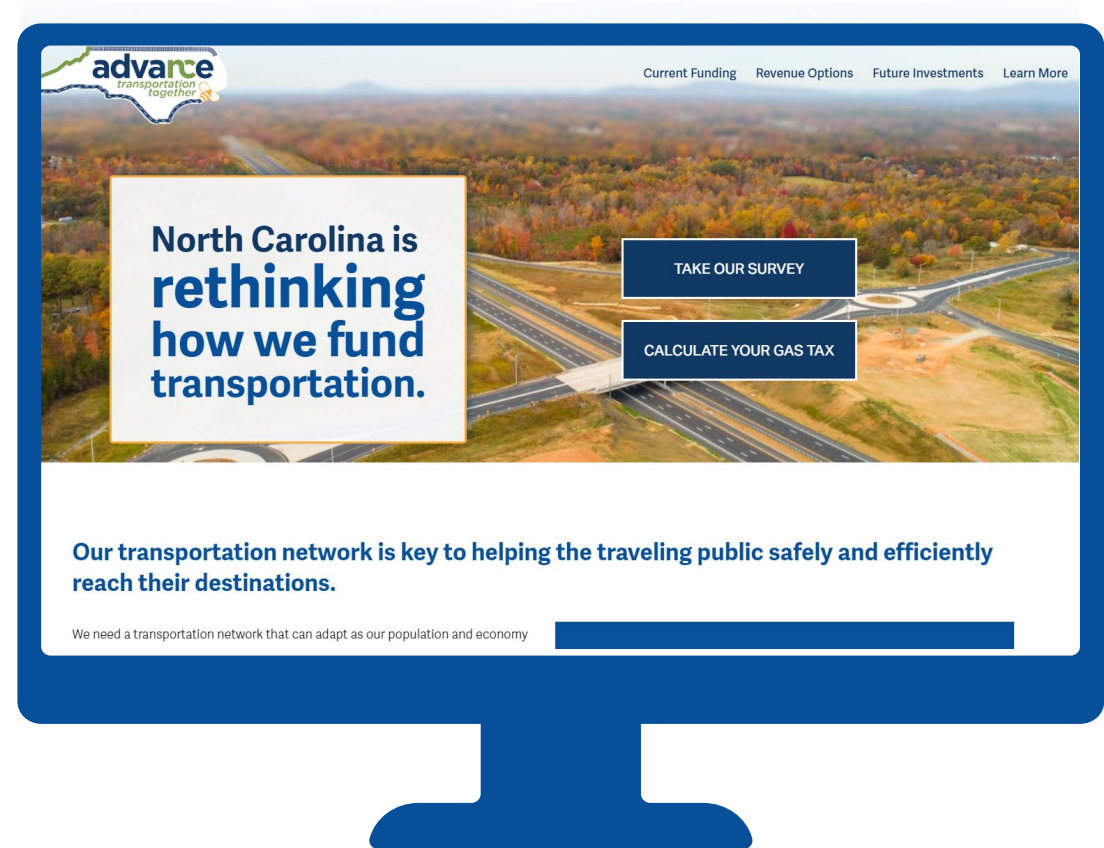 advance
transportation
together
Current Funding Revenue Options Future Investments Learn More
North Carolina is
rethinking
how we fund
transportation.
TAKE OUR SURVEY
CALCULATE YOUR GAS TAX
Our transportation network is key to helping the traveling public safely and efficiently
reach their destinations.
We need a transportation network that can adapt as our population and economy